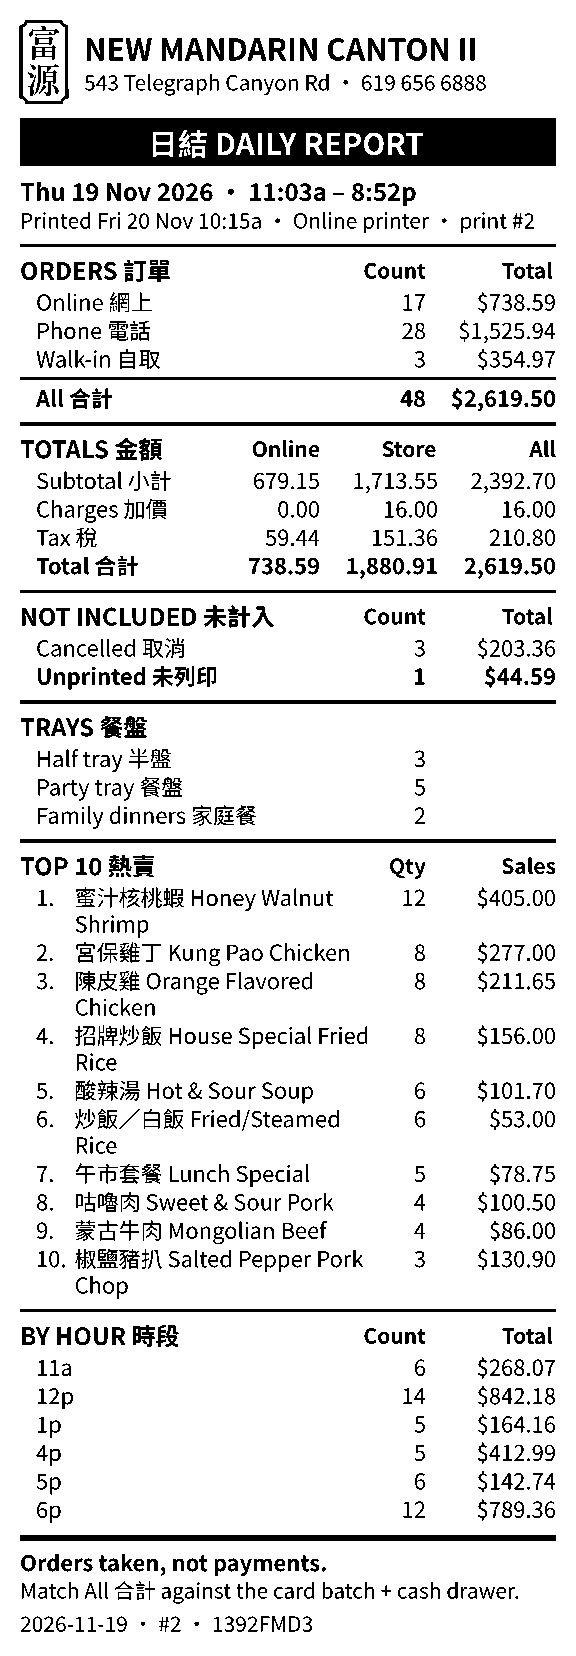 富源
NEW MANDARIN CANTON II
543 Telegraph Canyon Rd • 619 656 6888
日結 DAILY REPORT
Thu 19 Nov 2026 • 11:03a – 8:52p
Printed Fri 20 Nov 10:15a • Online printer • print #2
ORDERS 訂單 Count Total
Online 網上 17 $738.59
Phone 電話 28 $1,525.94
Walk-in 自取 3 $354.97
All 合計 48 $2,619.50
TOTALS 金額 Online Store All
Subtotal 小計 679.15 1,713.55 2,392.70
Charges 加價 0.00 16.00 16.00
Tax 稅 59.44 151.36 210.80
Total 合計 738.59 1,880.91 2,619.50
NOT INCLUDED 未計入 Count Total
Cancelled 取消 3 $203.36
Unprinted 未列印 1 $44.59
TRAYS 餐盤
Half tray 半盤 3
Party tray 餐盤 5
Family dinners 家庭餐 2
TOP 10 熱賣 Qty Sales
1. 蜜汁核桃蝦 Honey Walnut 12 $405.00
Shrimp
2. 宮保雞丁 Kung Pao Chicken 8 $277.00
3. 陳皮雞 Orange Flavored 8 $211.65
Chicken
4. 招牌炒飯 House Special Fried 8 $156.00
Rice
5. 酸辣湯 Hot & Sour Soup 6 $101.70
6. 炒飯／白飯 Fried/Steamed 6 $53.00
Rice
7. 午市套餐 Lunch Special 5 $78.75
8. 咕嚕肉 Sweet & Sour Pork 4 $100.50
9. 蒙古牛肉 Mongolian Beef 4 $86.00
10. 椒鹽豬扒 Salted Pepper Pork 3 $130.90
Chop
BY HOUR 時段 Count Total
11a 6 $268.07
12p 14 $842.18
1p 5 $164.16
4p 5 $412.99
5p 6 $142.74
6p 12 $789.36
Orders taken, not payments.
Match All 合計 against the card batch + cash drawer.
2026-11-19 • #2 • 1392FMD3